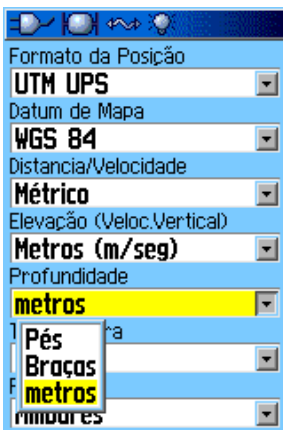 Formato da Posição
UTM UPS
Datum de Mapa
WGS 84
Distancia/Velocidade
Métrico
Elevação (Veloc.Vertical)
Metros (m/seg)
Profundidade
metros
Pés
Braças
metros